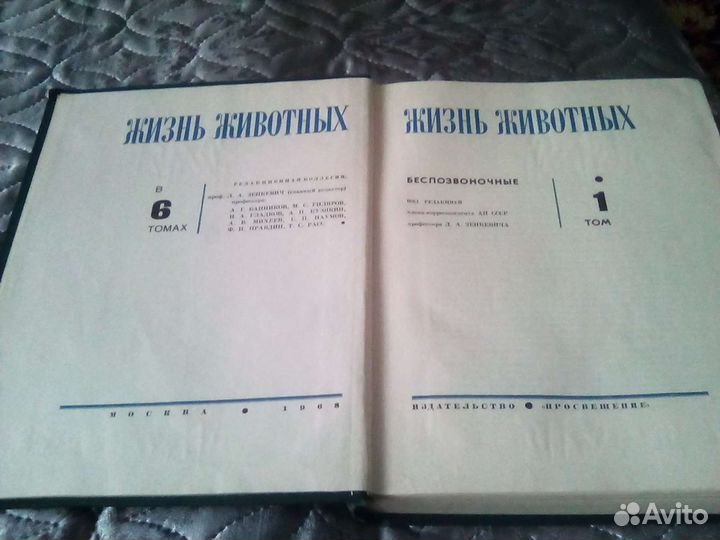 ЖИЗНЬ ЖИВОТНЫХ
В
6
ТОМАХ
РЕДАКЦИОННАЯ КОЛЛЕГИЯ:
проф. Л. А. ЗЕНКЕВИЧ (главный редактор)
профессора:
А. Г. БАННИКОВ, М. С. ГИЛЯРОВ,
Н. А. ГЛАДКОВ, А. П. КУЗЯКИН,
А. В. МИХЕЕВ, С. П. НАУМОВ,
Ф. Н. ПРАВДИН, Т. С. РАСС
МОСКВА • 1968
ЖИЗНЬ ЖИВОТНЫХ
БЕСПОЗВОНОЧНЫЕ
ПОД РЕДАКЦИЕЙ
члена-корреспондента АН СССР
профессора Л. А. ЗЕНКЕВИЧА
1
ТОМ
ИЗДАТЕЛЬСТВО • «ПРОСВЕЩЕНИЕ»
Avito